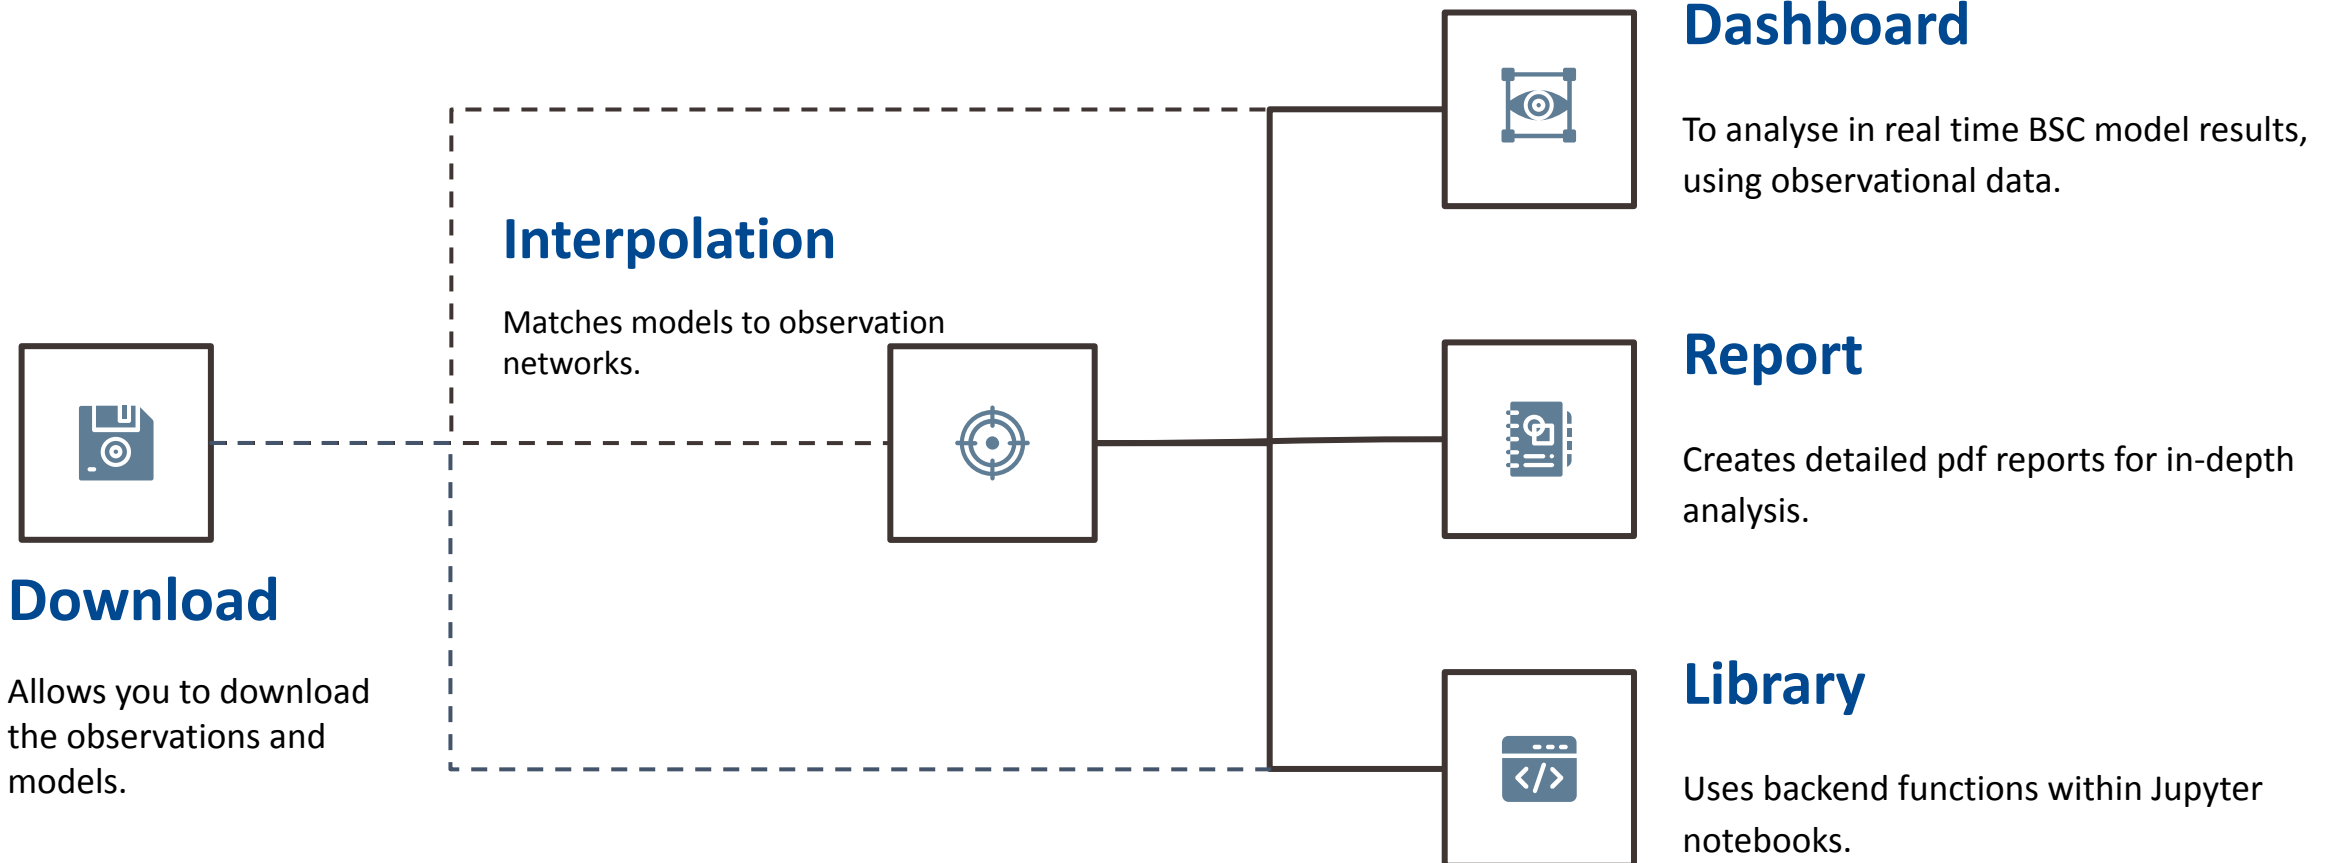 Dashboard
To analyse in real time BSC model results,
using observational data.
Interpolation
Matches models to observation
networks.
Report
Creates detailed pdf reports for in-depth
analysis.
Download
Allows you to download
the observations and
models.
Library
Uses backend functions within Jupyter
notebooks.